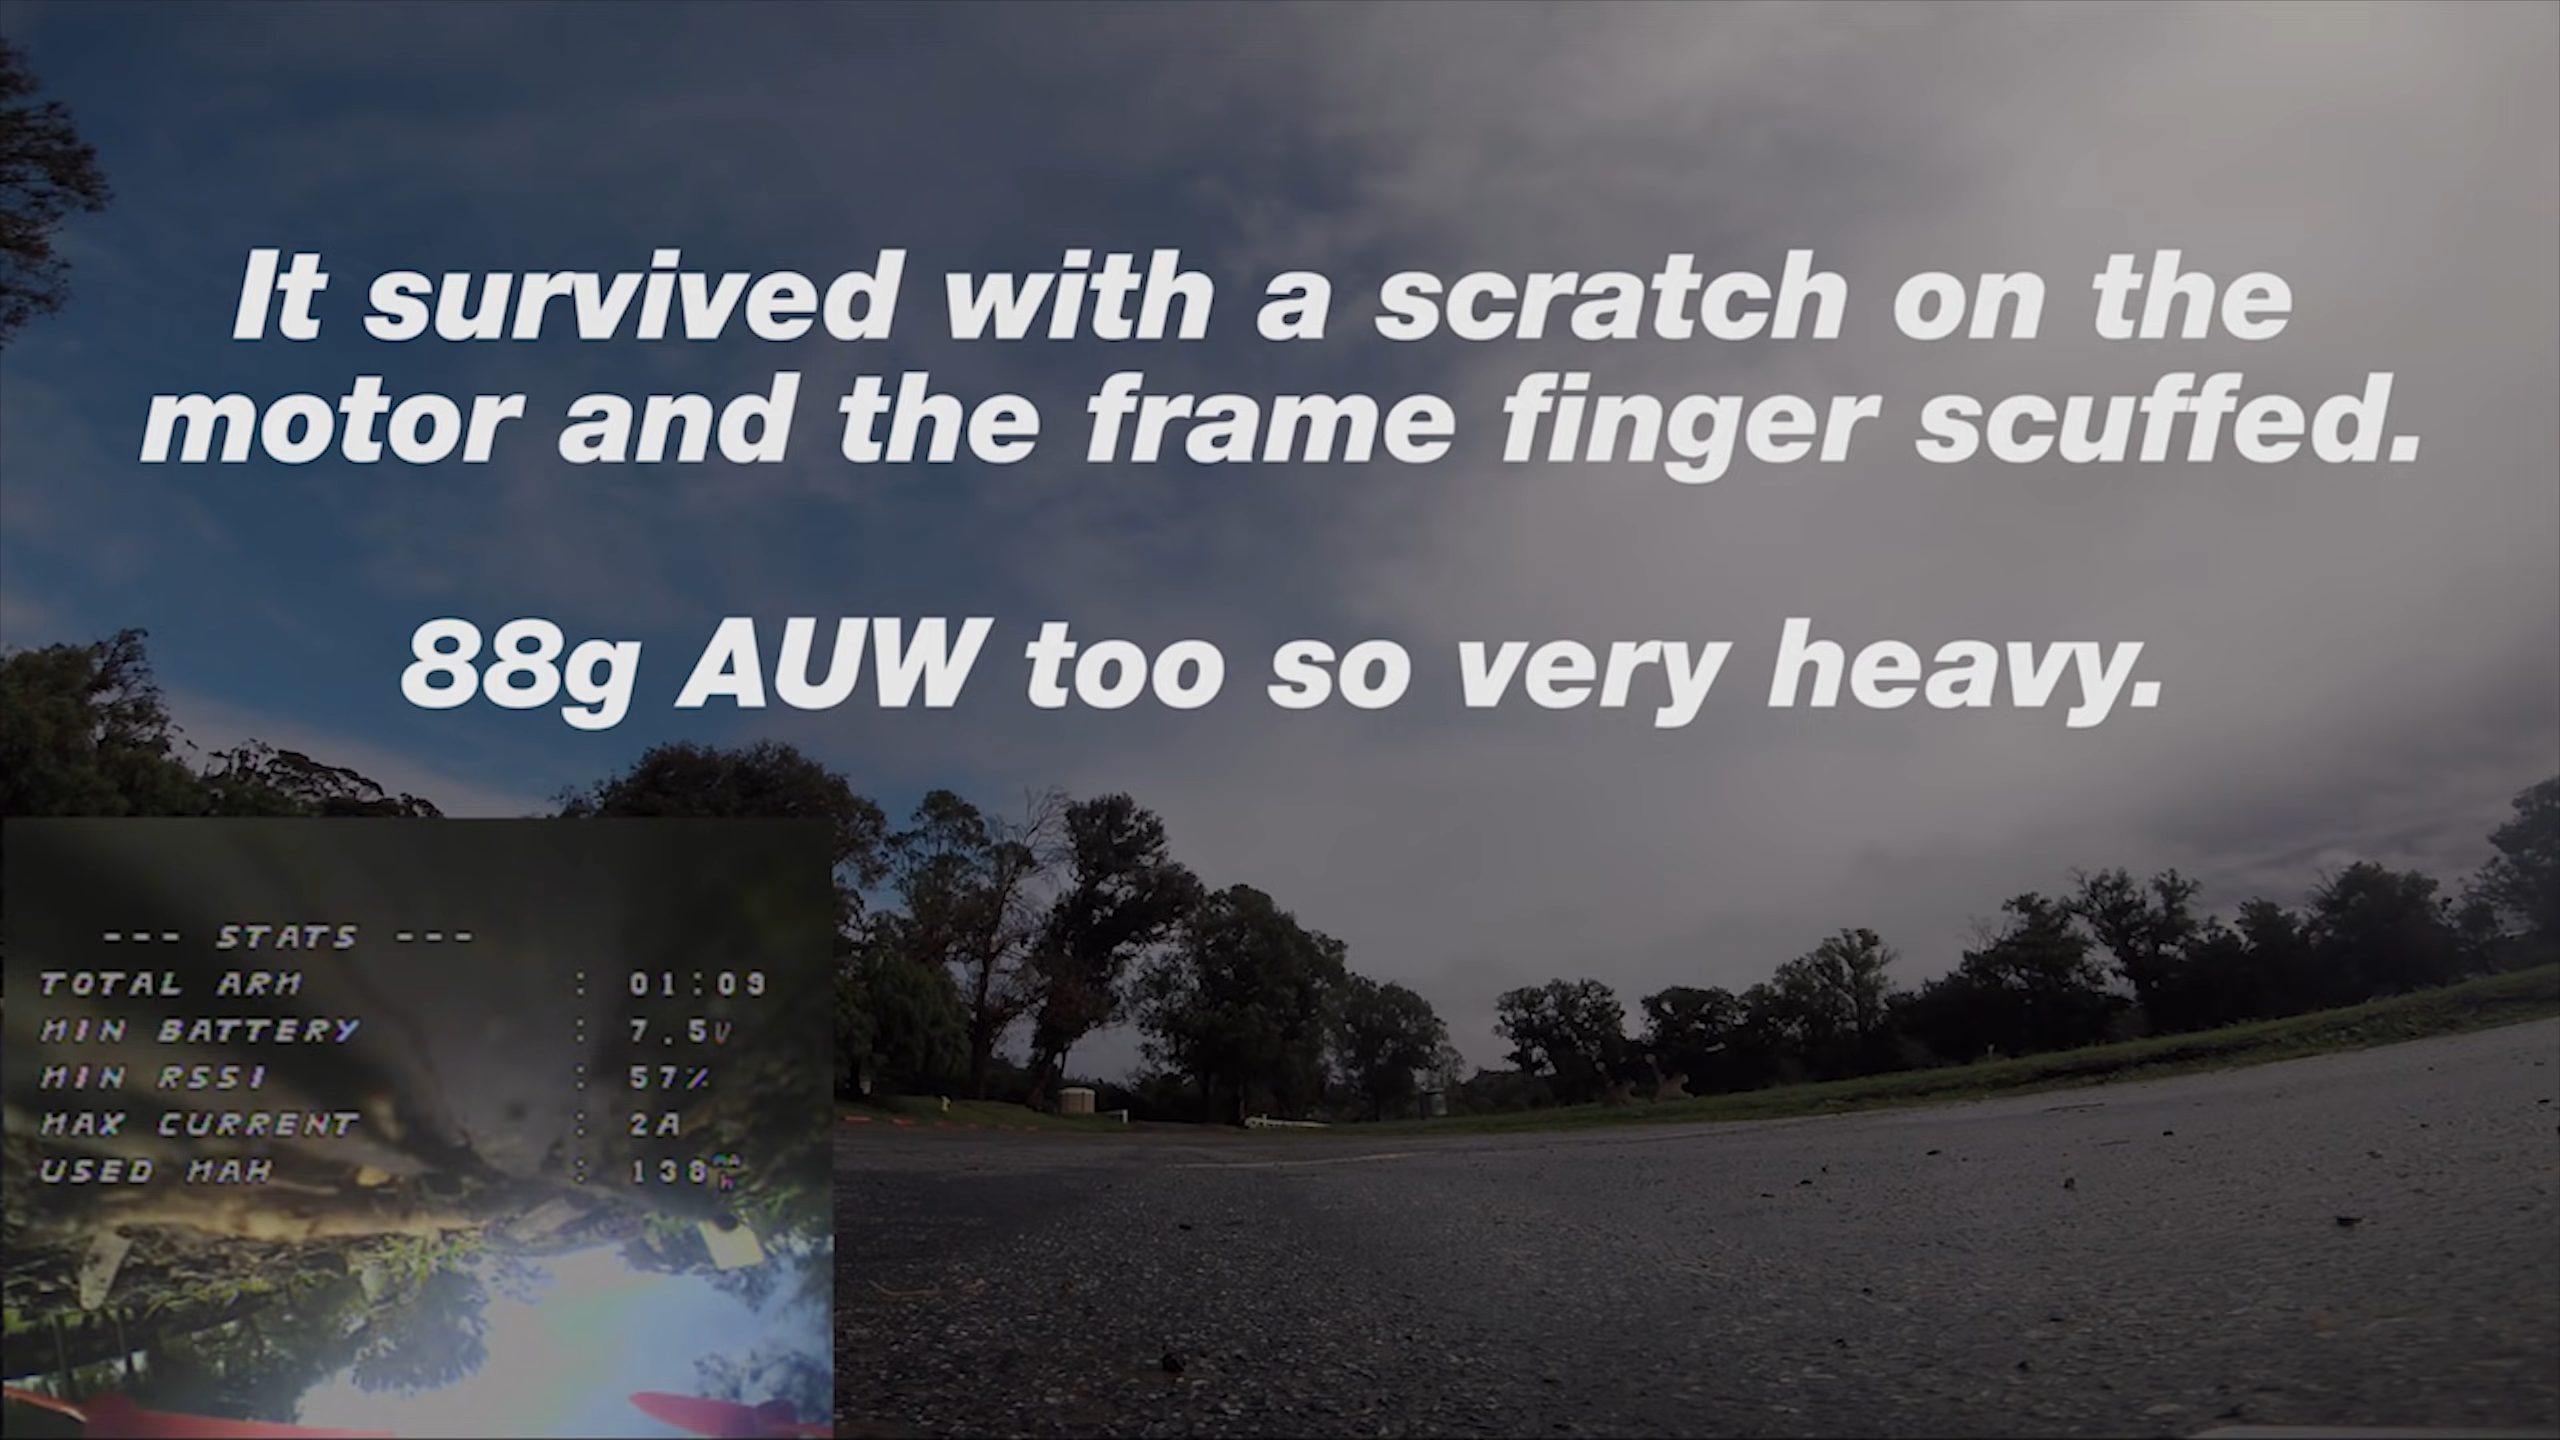 It survived with a scratch on the
motor and the frame finger scuffed.
88g AUW too so very heavy.
--- STATS ---
TOTAL ARM : 01:09
MIN BATTERY : 7.5V
MIN RSSI : 57%
MAX CURRENT : 2A
USED MAH : 138mAh